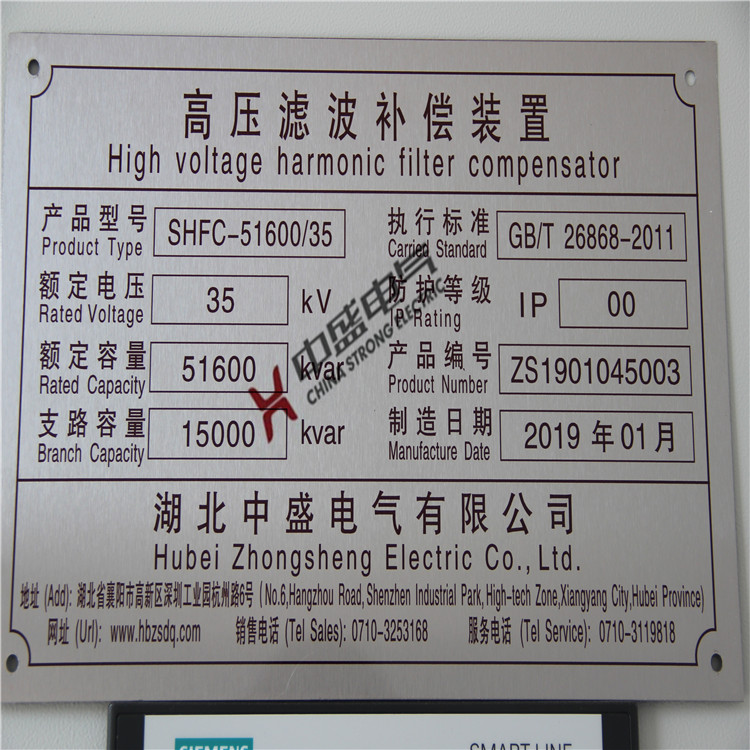 高压滤波补偿装置
High voltage harmonic filter compensator
产品型号 SHFC-51600/35 执行标准 GB/T 26868-2011
Product Type Carried Standard
额定电压 35 kV 防护等级 IP 00
Rated Voltage IP Rating
额定容量 51600 kvar 产品编号 ZS1901045003
Rated Capacity Product Number
支路容量 15000 kvar 制造日期 2019 年 01 月
Branch Capacity Manufacture Date
中盛电气
CHINA STRONG ELECTRIC
湖北中盛电气有限公司
Hubei Zhongsheng Electric Co., Ltd.
地址 (Add): 湖北省襄阳市高新区深圳工业园杭州路6号 (No.6,Hangzhou Road, Shenzhen Industrial Park, High-tech Zone,Xiangyang City,Hubei Province)
网址 (Url): www.hbzsdq.com 销售电话 (Tel Sales): 0710-3253168 服务电话 (Tel Service): 0710-3119818
SIEMENS SMART LINE